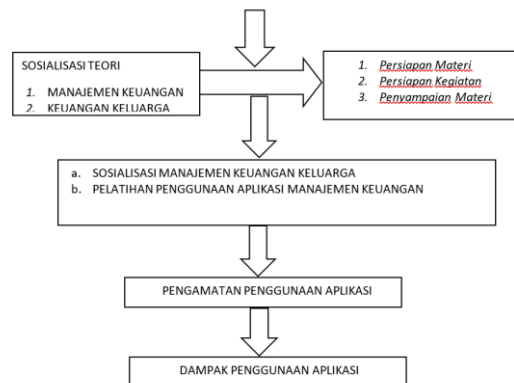 SOSIALISASI TEORI
1. MANAJEMEN KEUANGAN
2. KEUANGAN KELUARGA
1. Persiapan Materi
2. Persiapan Kegiatan
3. Penyampaian Materi
a. SOSIALISASI MANAJEMEN KEUANGAN KELUARGA
b. PELATIHAN PENGGUNAAN APLIKASI MANAJEMEN KEUANGAN
PENGAMATAN PENGGUNAAN APLIKASI
DAMPAK PENGGUNAAN APLIKASI